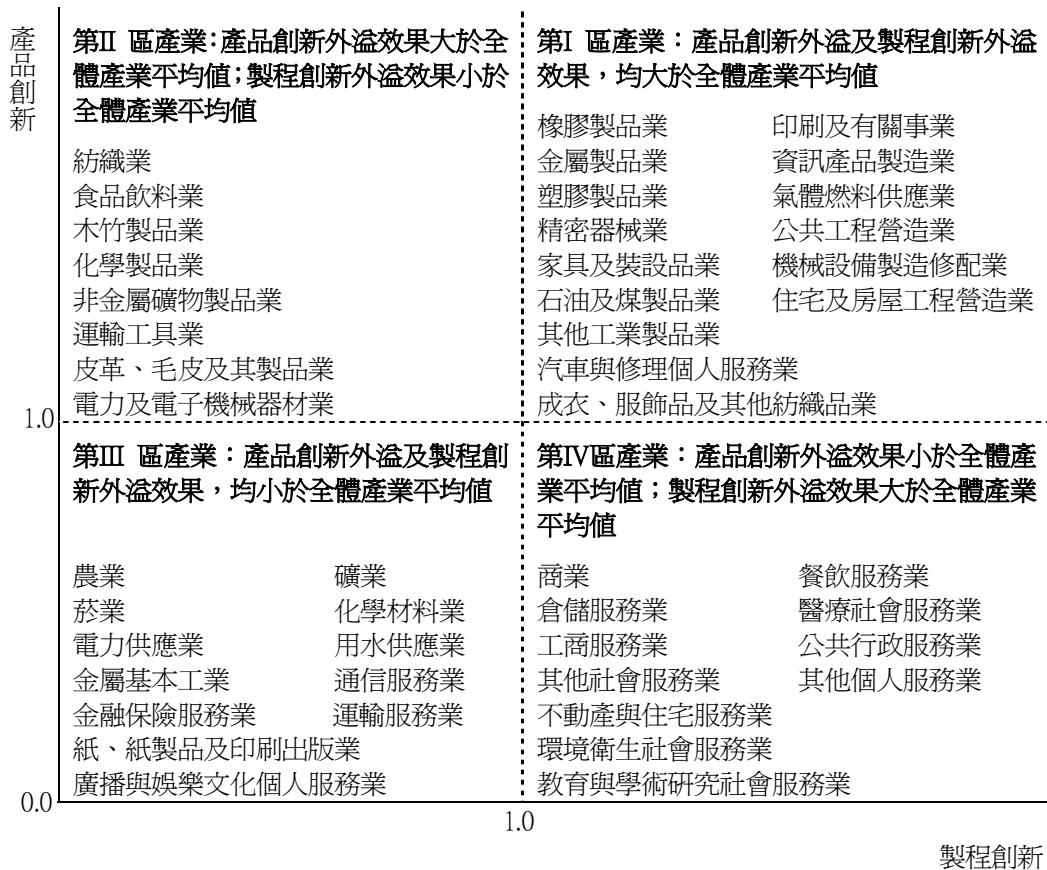 產品創新
第II 區產業：產品創新外溢效果大於全
體產業平均值；製程創新外溢效果小於
全體產業平均值
紡織業
食品飲料業
木竹製品業
化學製品業
非金屬礦物製品業
運輸工具業
皮革、毛皮及其製品業
電力及電子機械器材業
第I 區產業：產品創新外溢及製程創新外溢
效果，均大於全體產業平均值
橡膠製品業 印刷及有關事業
金屬製品業 資訊產品製造業
塑膠製品業 氣體燃料供應業
精密器械業 公共工程營造業
家具及裝設品業 機械設備製造修配業
石油及煤製品業 住宅及房屋工程營造業
其他工業製品業
汽車與修理個人服務業
成衣、服飾品及其他紡織品業
1.0
第III 區產業：產品創新外溢及製程創
新外溢效果，均小於全體產業平均值
農業 礦業
菸業 化學材料業
電力供應業 用水供應業
金屬基本工業 通信服務業
金融保險服務業 運輸服務業
紙、紙製品及印刷出版業
廣播與娛樂文化個人服務業
第IV區產業：產品創新外溢效果小於全體產
業平均值；製程創新外溢效果大於全體產業
平均值
商業 餐飲服務業
倉儲服務業 醫療社會服務業
工商服務業 公共行政服務業
其他社會服務業 其他個人服務業
不動產與住宅服務業
環境衛生社會服務業
教育與學術研究社會服務業
0.0
1.0
製程創新